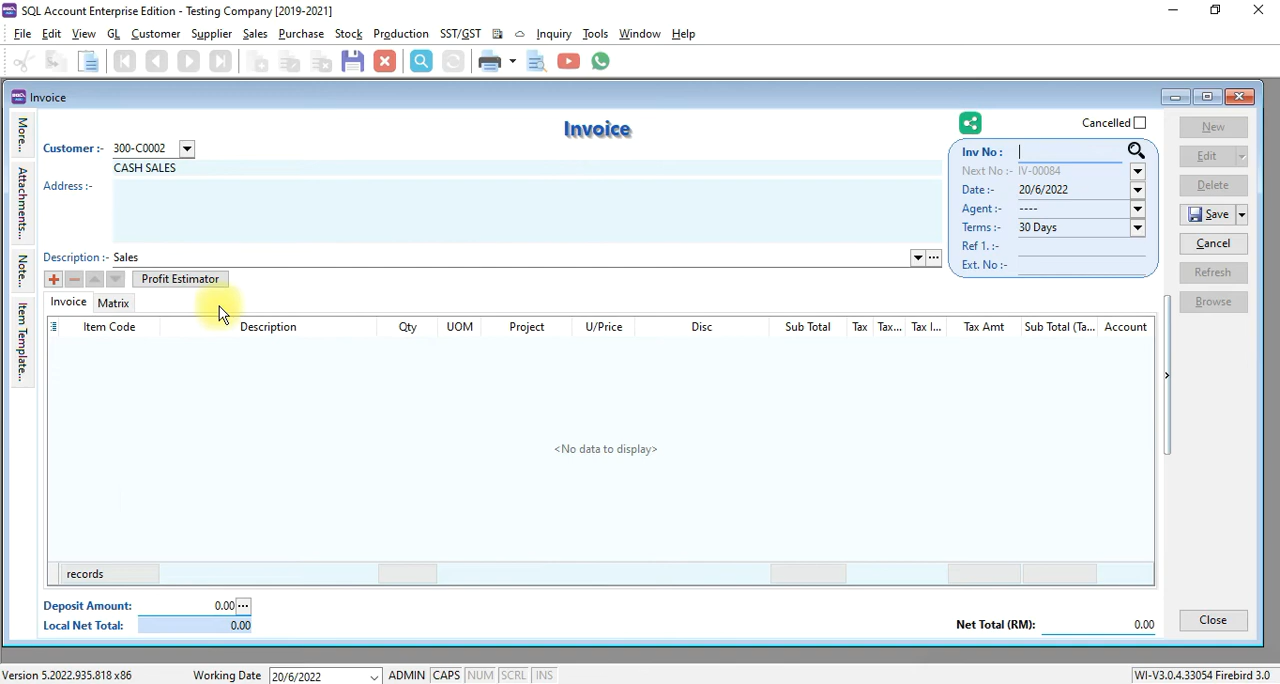 SQL Account Enterprise Edition - Testing Company [2019-2021]
File Edit View GL Customer Supplier Sales Purchase Stock Production SST/GST Inquiry Tools Window Help
Invoice
More...
Attachments...
Note...
Item Template...
Invoice
Cancelled
Customer :- 300-C0002
CASH SALES
Address :-
Description :- Sales
Inv No :
Next No :- IV-00084
Date :- 20/6/2022
Agent :- ----
Terms :- 30 Days
Ref 1. :-
Ext. No :-
New
Edit
Delete
Save
Cancel
Refresh
Browse
Profit Estimator
Invoice Matrix
Item Code Description Qty UOM Project U/Price Disc Sub Total Tax Tax... Tax I... Tax Amt Sub Total (Ta... Account
<No data to display>
records
Deposit Amount: 0.00
Local Net Total: 0.00
Net Total (RM): 0.00
Close
Version 5.2022.935.818 x86 Working Date 20/6/2022 ADMIN CAPS NUM SCRL INS WI-V3.0.4.33054 Firebird 3.0